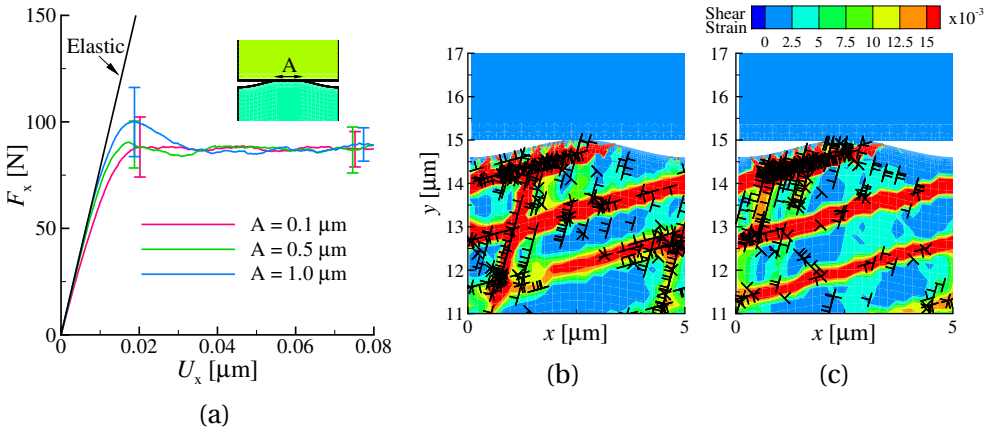 150
100
50
0
Fₓ [N]
Elastic
A
A = 0.1 μm
A = 0.5 μm
A = 1.0 μm
0
0.02
0.04
0.06
0.08
Uₓ [μm]
(a)
Shear
Strain
0 2.5 5 7.5 10 12.5 15
x10⁻³
17
16
15
14
13
12
11
y [μm]
0
5
x [μm]
(b)
17
16
15
14
13
12
11
0
5
x [μm]
(c)